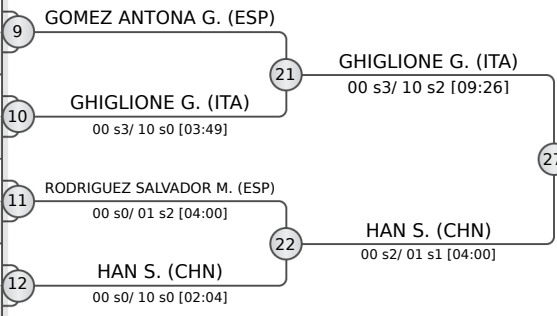 9
GOMEZ ANTONA G. (ESP)
21
GHIGLIONE G. (ITA)
00 s3/ 10 s2 [09:26]
10
GHIGLIONE G. (ITA)
00 s3/ 10 s0 [03:49]
27
11
RODRIGUEZ SALVADOR M. (ESP)
00 s0/ 01 s2 [04:00]
22
HAN S. (CHN)
00 s2/ 01 s1 [04:00]
12
HAN S. (CHN)
00 s0/ 10 s0 [02:04]